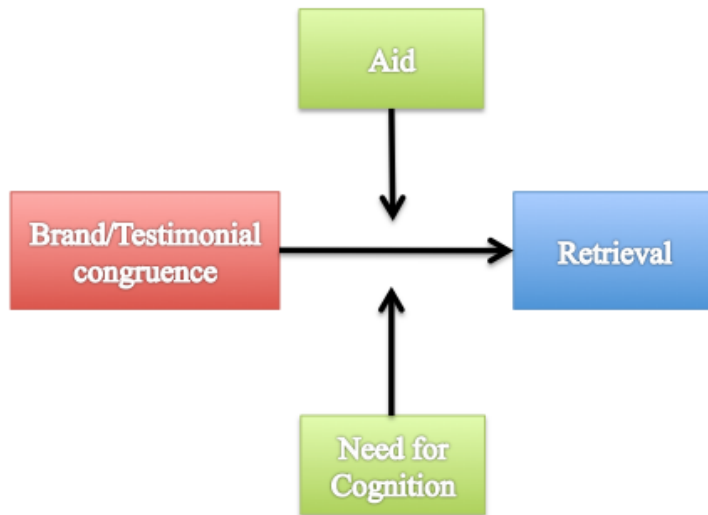 Aid
Brand/Testimonial
congruence
Retrieval
Need for
Cognition